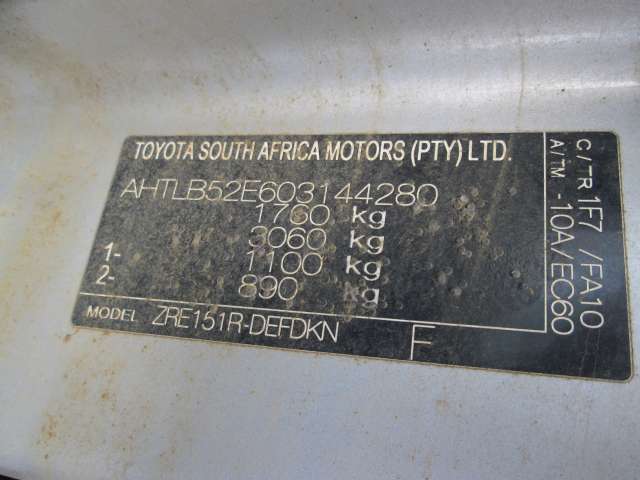 TOYOTA SOUTH AFRICA MOTORS (PTY) LTD.
AHTLB52E603144280
1730 kg
3060 kg
1- 1100 kg
2- 890 kg
MODEL ZRE151R-DEFDKN
F
C/TR 1F7 /FA10
A/TM -10A/EC60